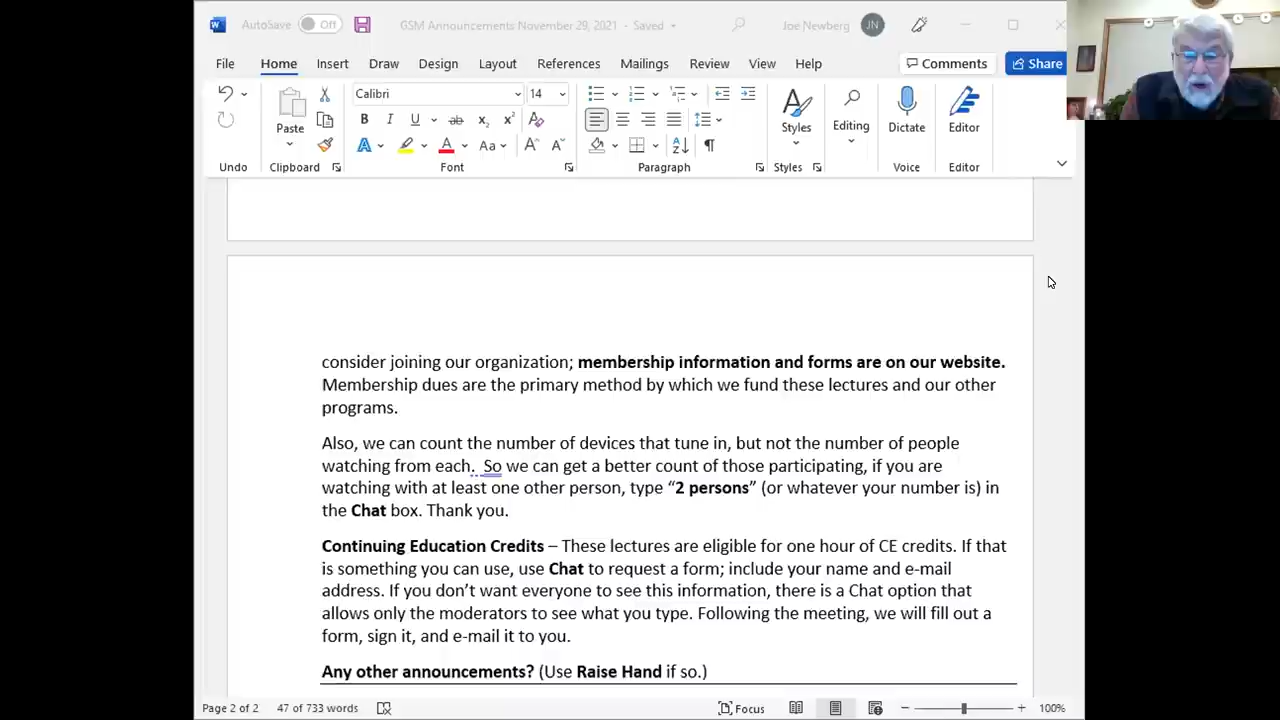 AutoSave Off GSM Announcements November 29, 2021 - Saved Joe Newberg JN
File Home Insert Draw Design Layout References Mailings Review View Help Comments Share
Calibri 14
Paste Styles Editing Dictate Editor
Undo Clipboard Font Paragraph Styles Voice Editor
consider joining our organization; membership information and forms are on our website.
Membership dues are the primary method by which we fund these lectures and our other
programs.
Also, we can count the number of devices that tune in, but not the number of people
watching from each.  So we can get a better count of those participating, if you are
watching with at least one other person, type “2 persons” (or whatever your number is) in
the Chat box. Thank you.
Continuing Education Credits – These lectures are eligible for one hour of CE credits. If that
is something you can use, use Chat to request a form; include your name and e-mail
address. If you don’t want everyone to see this information, there is a Chat option that
allows only the moderators to see what you type. Following the meeting, we will fill out a
form, sign it, and e-mail it to you.
Any other announcements? (Use Raise Hand if so.)
Page 2 of 2 47 of 733 words Focus 100%